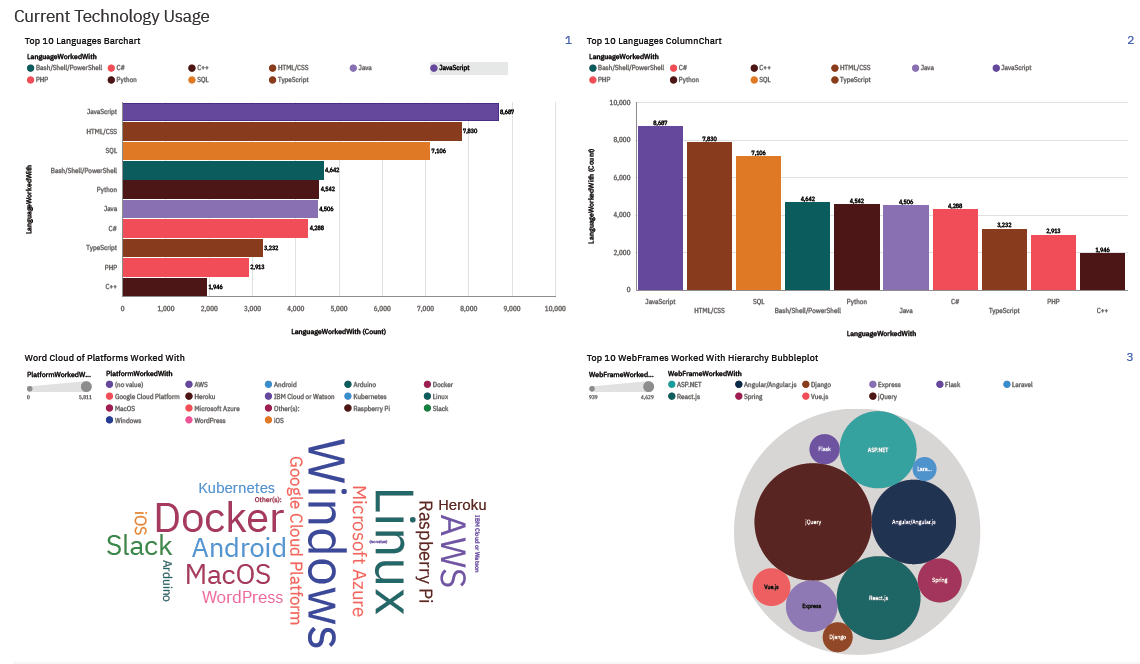 Current Technology Usage
Top 10 Languages Barchart
1
LanguageWorkedWith
Bash/Shell/PowerShell C# C++ HTML/CSS Java JavaScript
PHP Python SQL TypeScript
LanguageWorkedWith
JavaScript 8,687
HTML/CSS 7,830
SQL 7,106
Bash/Shell/PowerShell 4,642
Python 4,542
Java 4,506
C# 4,288
TypeScript 3,232
PHP 2,913
C++ 1,946
0 1,000 2,000 3,000 4,000 5,000 6,000 7,000 8,000 9,000 10,000
LanguageWorkedWith (Count)
Top 10 Languages ColumnChart
2
LanguageWorkedWith
Bash/Shell/PowerShell C# C++ HTML/CSS Java JavaScript
PHP Python SQL TypeScript
LanguageWorkedWith (Count)
10,000
8,000
6,000
4,000
2,000
0
8,687 7,830 7,106 4,642 4,542 4,506 4,288 3,232 2,913 1,946
JavaScript SQL Python C# PHP
HTML/CSS Bash/Shell/PowerShell Java TypeScript C++
LanguageWorkedWith
Word Cloud of Platforms Worked With
PlatformWorkedW...
0 5,811
PlatformWorkedWith
(no value) AWS Android Arduino Docker
Google Cloud Platform Heroku IBM Cloud or Watson Kubernetes Linux
MacOS Microsoft Azure Other(s): Raspberry Pi Slack
Windows WordPress iOS
Kubernetes
Other(s):
iOS
Docker
Slack
Android
Arduino
MacOS
WordPress
Google Cloud Platform
Windows
Microsoft Azure
(no value)
Linux
Raspberry Pi
Heroku
AWS
IBM Cloud or Watson
Top 10 WebFrames Worked With Hierarchy Bubbleplot
3
WebFrameWorked...
939 4,629
WebFrameWorkedWith
ASP.NET Angular/Angular.js Django Express Flask Laravel
React.js Spring Vue.js jQuery
Flask
ASP.NET
Lara...
jQuery
Angular/Angular.js
Vue.js
Express
React.js
Spring
Django